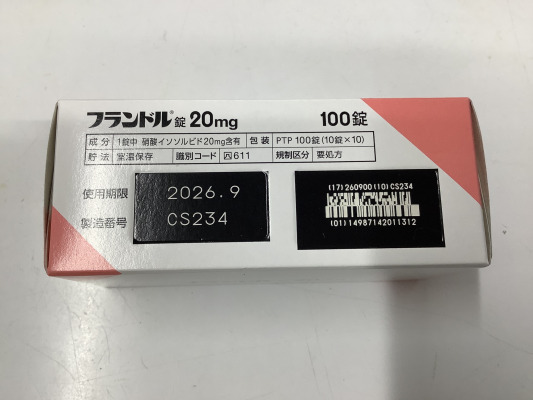 フランドル®錠 20mg 100錠
成分 1錠中 硝酸イソソルビド20mg含有 包装 PTP 100錠(10錠×10)
貯法 室温保存 識別コード 囚611 規制区分 要処方
使用期限 2026.9
製造番号 CS234
(17)260900(10)CS234
(01)14987142011312